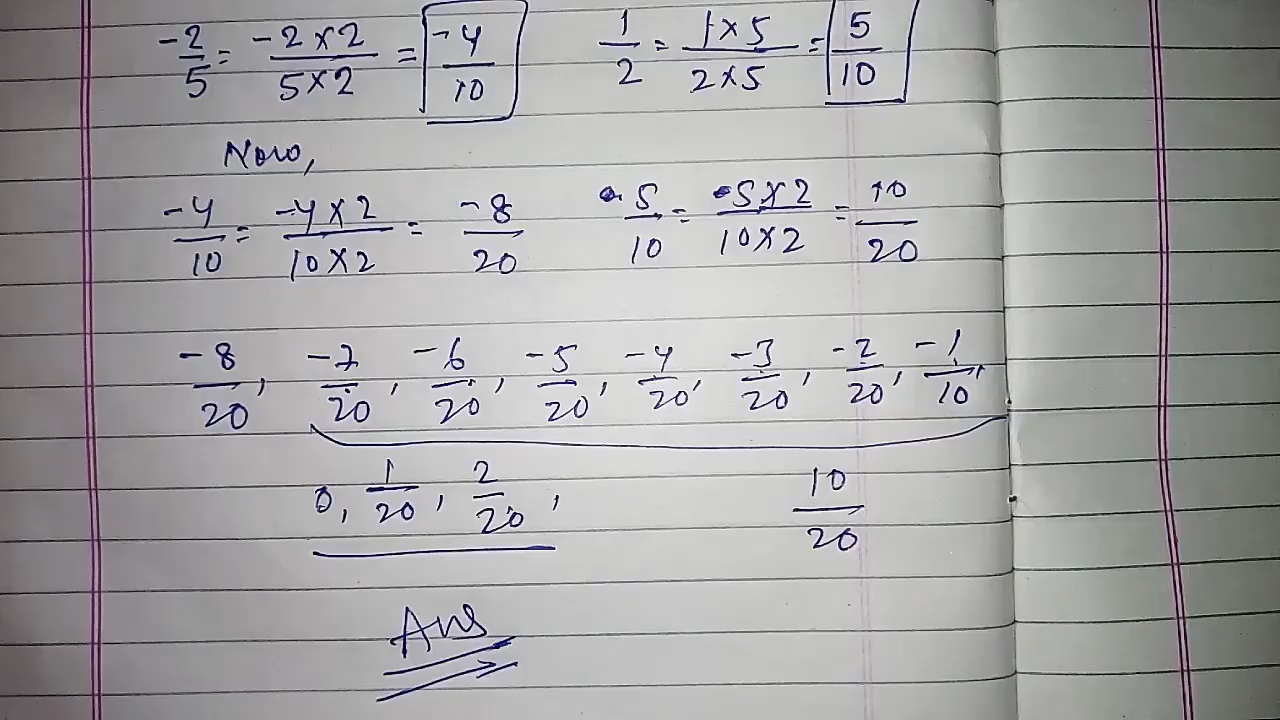 -2/5 = -2×2/5×2 = -4/10 1/2 = 1×5/2×5 = 5/10
Now,
-4/10 = -4×2/10×2 = -8/20 5/10 = 5×2/10×2 = 10/20
-8/20, -7/20, -6/20, -5/20, -4/20, -3/20, -2/20, -1/10,
0, 1/20, 2/20, 10/20
Ans